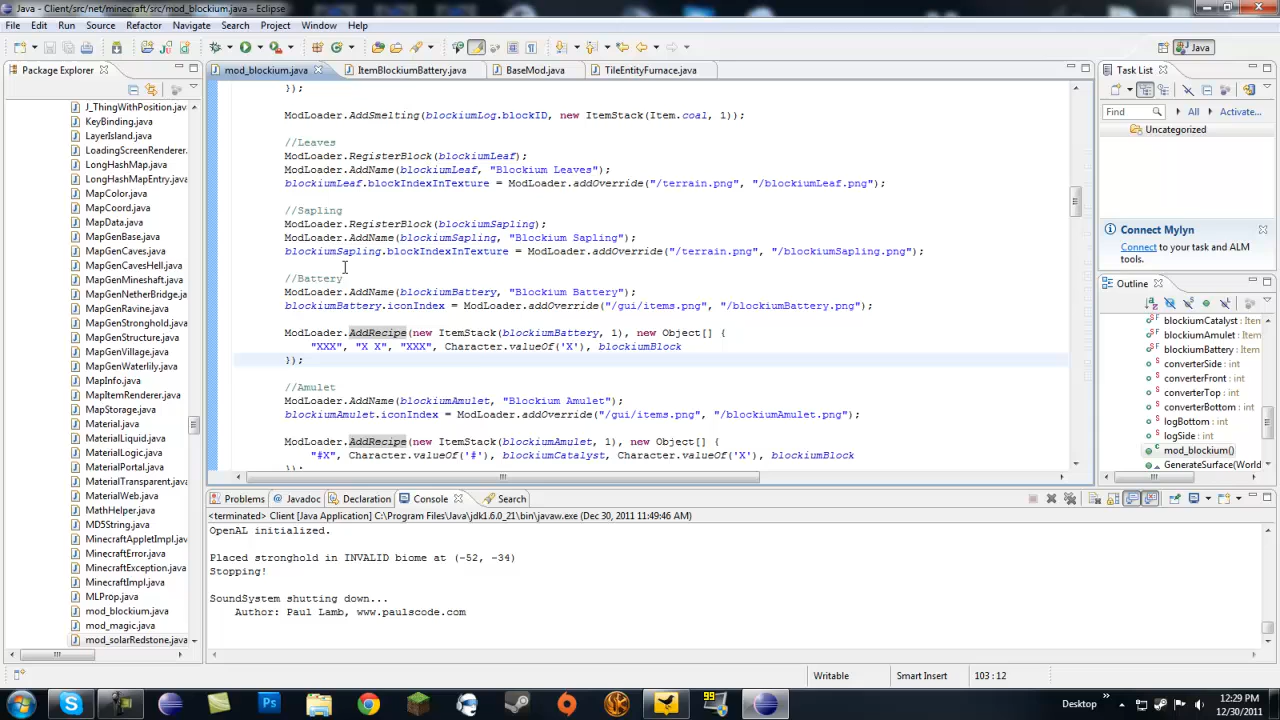 Java - Client/src/net/minecraft/src/mod_blockium.java - Eclipse
File Edit Source Refactor Navigate Search Project Run Window Help
Java
Package Explorer
mod_blockium.java
ItemBlockiumBattery.java
BaseMod.java
TileEntityFurnace.java
Task List
J_ThingWithPosition.java
KeyBinding.java
LayerIsland.java
LoadingScreenRenderer.
LongHashMap.java
LongHashMapEntry.java
MapColor.java
MapCoord.java
MapData.java
MapGenBase.java
MapGenCaves.java
MapGenCavesHell.java
MapGenMineshaft.java
MapGenNetherBridge.java
MapGenRavine.java
MapGenStronghold.java
MapGenStructure.java
MapGenVillage.java
MapGenWaterlily.java
MapInfo.java
MapItemRenderer.java
MapStorage.java
Material.java
MaterialLiquid.java
MaterialLogic.java
MaterialPortal.java
MaterialTransparent.java
MaterialWeb.java
MathHelper.java
MD5String.java
MinecraftAppletImpl.java
MinecraftError.java
MinecraftException.java
MinecraftImpl.java
MLProp.java
mod_blockium.java
mod_magic.java
mod_solarRedstone.java
});
ModLoader.AddSmelting(blockiumLog.blockID, new ItemStack(Item.coal, 1));
//Leaves
ModLoader.RegisterBlock(blockiumLeaf);
ModLoader.AddName(blockiumLeaf, "Blockium Leaves");
blockiumLeaf.blockIndexInTexture = ModLoader.addOverride("/terrain.png", "/blockiumLeaf.png");
//Sapling
ModLoader.RegisterBlock(blockiumSapling);
ModLoader.AddName(blockiumSapling, "Blockium Sapling");
blockiumSapling.blockIndexInTexture = ModLoader.addOverride("/terrain.png", "/blockiumSapling.png");
//Battery
ModLoader.AddName(blockiumBattery, "Blockium Battery");
blockiumBattery.iconIndex = ModLoader.addOverride("/gui/items.png", "/blockiumBattery.png");
ModLoader.AddRecipe(new ItemStack(blockiumBattery, 1), new Object[] {
"XXX", "X X", "XXX", Character.valueOf('X'), blockiumBlock
});
//Amulet
ModLoader.AddName(blockiumAmulet, "Blockium Amulet");
blockiumAmulet.iconIndex = ModLoader.addOverride("/gui/items.png", "/blockiumAmulet.png");
ModLoader.AddRecipe(new ItemStack(blockiumAmulet, 1), new Object[] {
"#X", Character.valueOf('#'), blockiumCatalyst, Character.valueOf('X'), blockiumBlock
});
Find All Activate...
Uncategorized
Connect Mylyn
Connect to your task and ALM
tools.
Outline
blockiumCatalyst : Item
blockiumAmulet : Item
blockiumBattery : Item
converterSide : int
converterFront : int
converterTop : int
converterBottom : int
logBottom : int
logSide : int
mod_blockium()
GenerateSurface(World
Problems Javadoc Declaration Console Search
<terminated> Client [Java Application] C:\Program Files\Java\jdk1.6.0_21\bin\javaw.exe (Dec 30, 2011 11:49:46 AM)
OpenAL initialized.
Placed stronghold in INVALID biome at (-52, -34)
Stopping!
SoundSystem shutting down...
Author: Paul Lamb, www.paulscode.com
Writable Smart Insert 103 : 12
Ps
99
Desktop
12:29 PM
12/30/2011